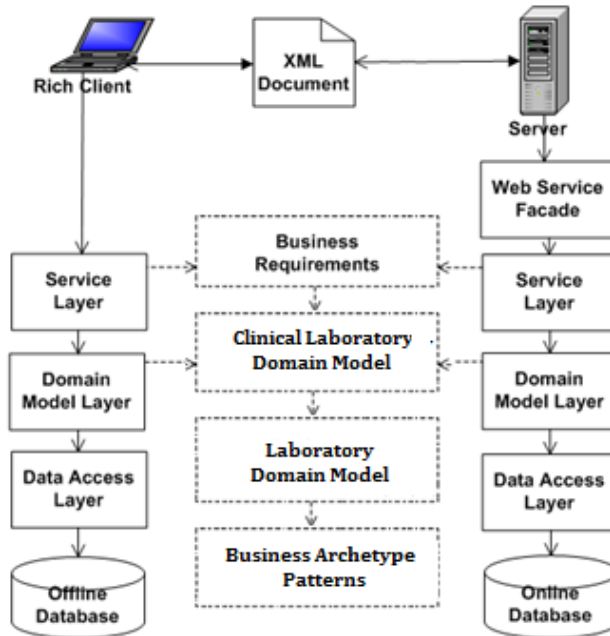 XML
Document
Rich Client
Server
Web Service
Facade
Business
Requirements
Service
Layer
Service
Layer
Clinical Laboratory
Domain Model
Domain
Model Layer
Domain
Model Layer
Laboratory
Domain Model
Data Access
Layer
Data Access
Layer
Business Archetype
Patterns
Offline
Database
Online
Database